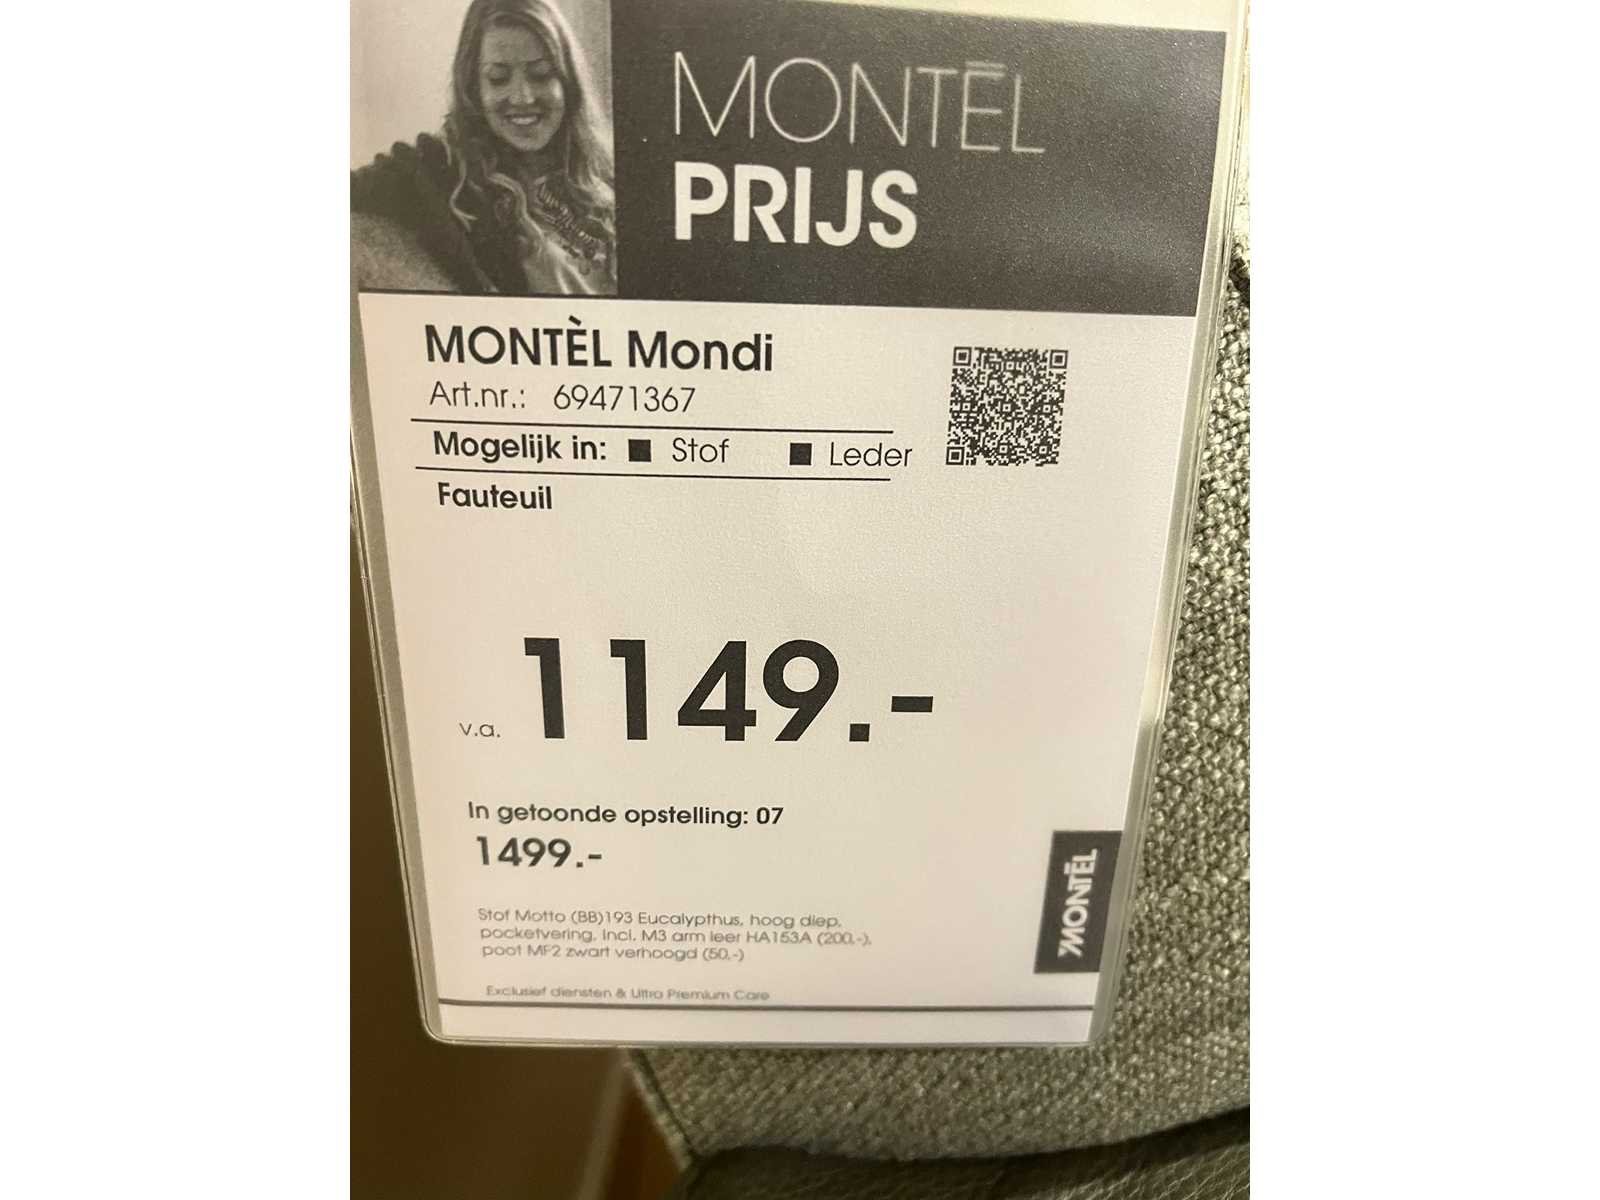 MONTĒL
PRIJS
MONTÈL Mondi
Art.nr.: 69471367
Mogelijk in: ■ Stof ■ Leder
Fauteuil
v.a. 1149.-
In getoonde opstelling: 07
1499.-
Stof Motto (BB)193 Eucalypthus, hoog diep,
pocketvering, Incl. M3 arm leer HA153A (200,-),
poot MF2 zwart verhoogd (50,-)
Exclusief diensten & Ultra Premium Care
MONTĒL